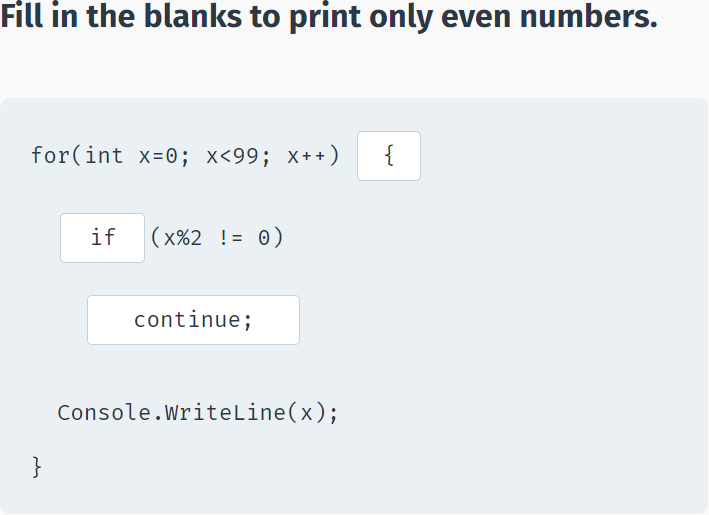 Fill in the blanks to print only even numbers.
for(int x=0; x<99; x++) {
if (x%2 != 0)
continue;
Console.WriteLine(x);
}